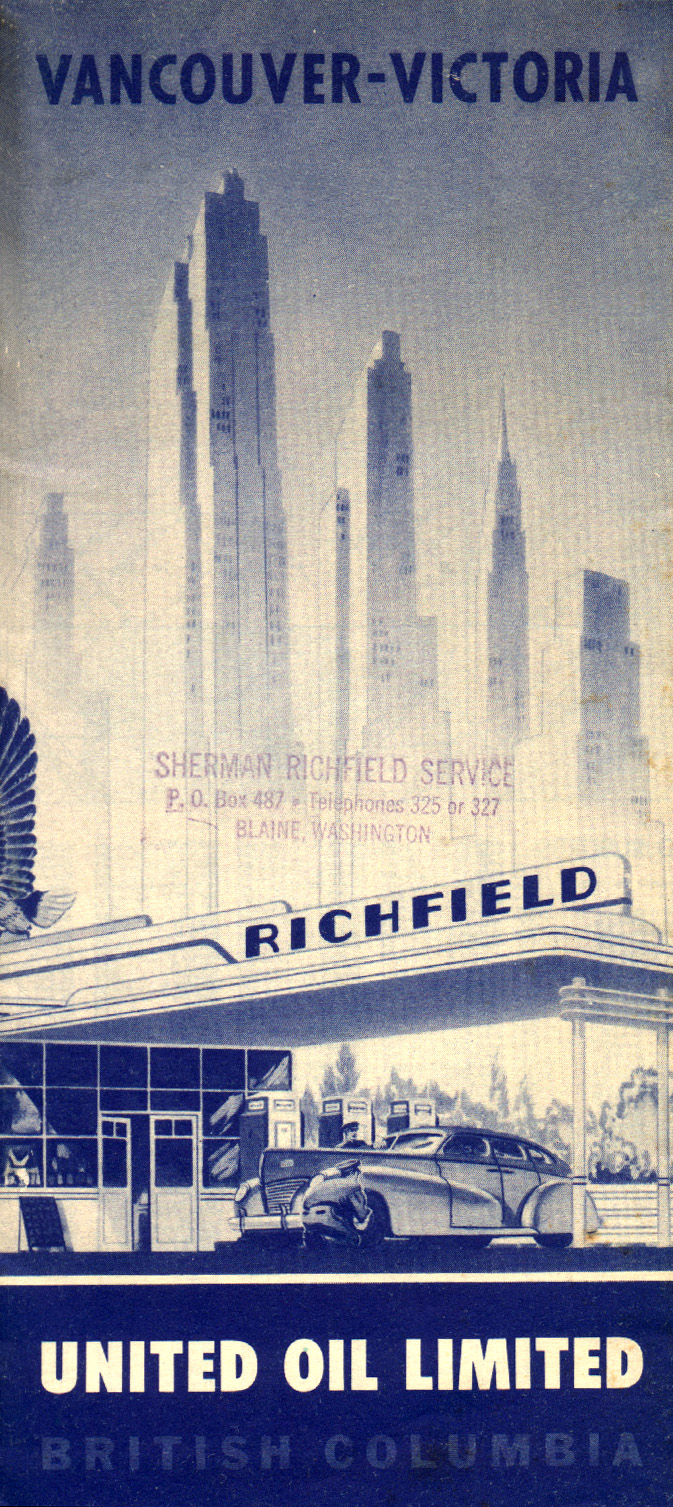 VANCOUVER-VICTORIA
SHERMAN RICHFIELD SERVICE
P. O. Box 487 • Telephones 325 or 327
BLAINE, WASHINGTON
RICHFIELD
UNITED OIL LIMITED
BRITISH COLUMBIA